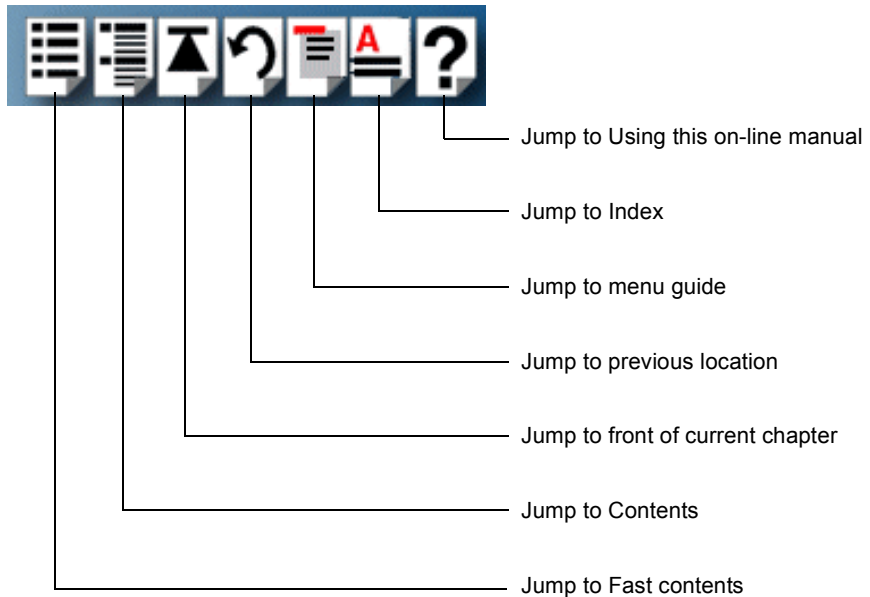 A
?
Jump to Using this on-line manual
Jump to Index
Jump to menu guide
Jump to previous location
Jump to front of current chapter
Jump to Contents
Jump to Fast contents